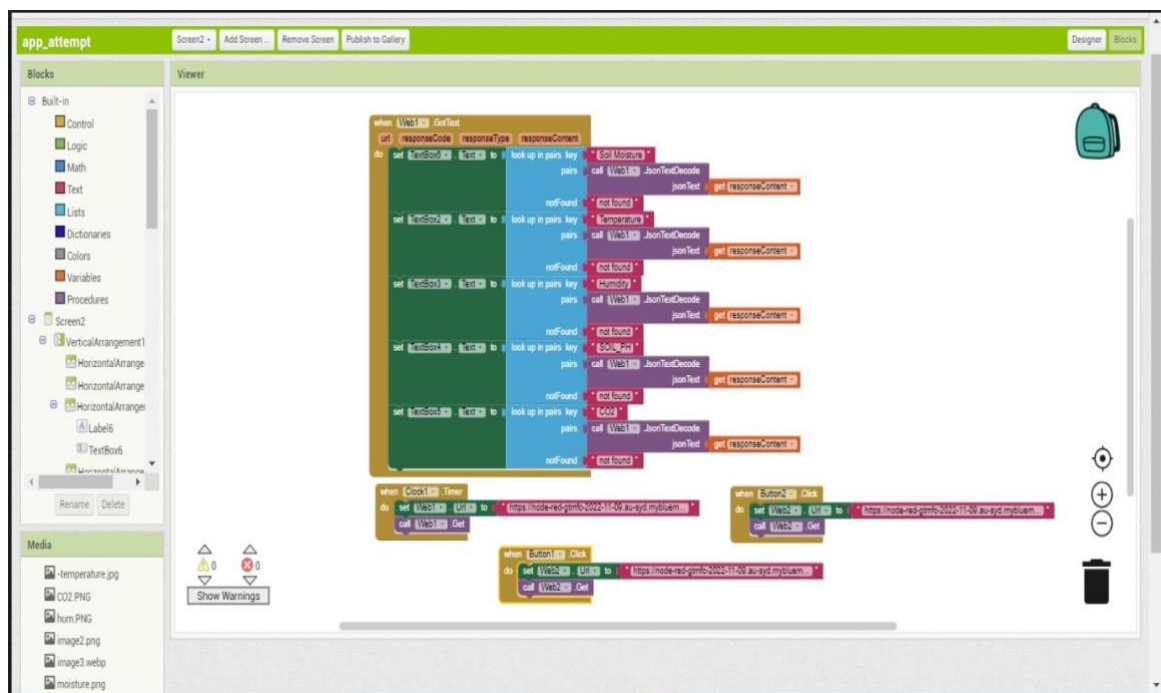 app_attempt
Screen2
Add Screen ...
Remove Screen
Publish to Gallery
Designer
Blocks
Blocks
Viewer
Built-in
Control
Logic
Math
Text
Lists
Dictionaries
Colors
Variables
Procedures
Screen2
VerticalArrangement1
HorizontalArrange
HorizontalArrange
HorizontalArranger
Label6
TextBox6
Rename
Delete
Media
-temperature.jpg
CO2.PNG
hum.PNG
image2.png
image3.webp
moisture.png
when Web1 .GotText
url responseCode responseType responseContent
do set TextBox6 . Text to look up in pairs key " Soil Moisture "
pairs call Web1 .JsonTextDecode
jsonText get responseContent
notFound " not found "
set TextBox2 . Text to look up in pairs key " Temperature "
pairs call Web1 .JsonTextDecode
jsonText get responseContent
notFound " not found "
set TextBox3 . Text to look up in pairs key " Humidity "
pairs call Web1 .JsonTextDecode
jsonText get responseContent
notFound " not found "
set TextBox4 . Text to look up in pairs key " SOIL_PH "
pairs call Web1 .JsonTextDecode
jsonText get responseContent
notFound " not found "
set TextBox5 . Text to look up in pairs key " CO2 "
pairs call Web1 .JsonTextDecode
jsonText get responseContent
notFound " not found "
when Clock1 .Timer
do set Web1 . Url to " https://node-red-gtmfo-2022-11-09.au-syd.mybluem... "
call Web1 .Get
when Button2 .Click
do set Web2 . Url to " https://node-red-gtmfo-2022-11-09.au-syd.mybluem... "
call Web2 .Get
when Button1 .Click
do set Web2 . Url to " https://node-red-gtmfo-2022-11-09.au-syd.mybluem... "
call Web2 .Get
0
0
Show Warnings